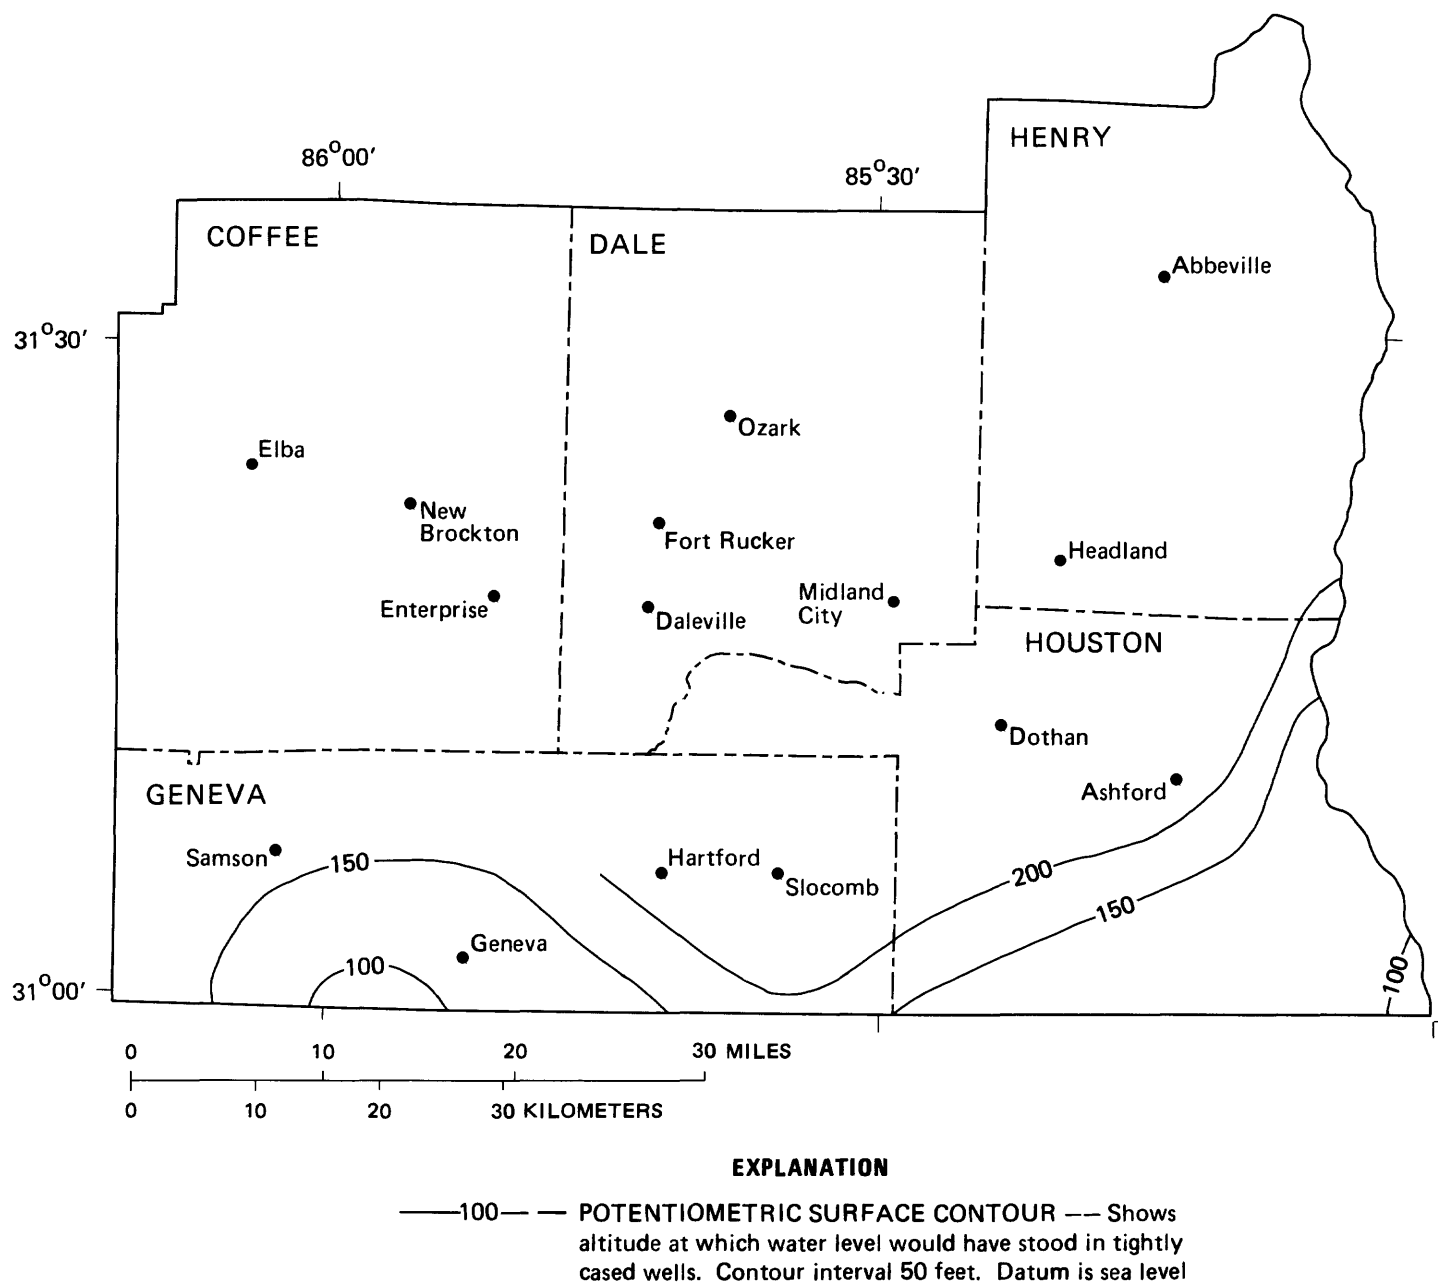 HENRY
86°00′
85°30′
COFFEE
DALE
Abbeville
31°30′
Ozark
Elba
New
Brockton
Fort Rucker
Headland
Enterprise
Midland
City
Daleville
HOUSTON
Dothan
GENEVA
Ashford
Samson
150
Hartford
Slocomb
200
150
Geneva
100
100
31°00′
0 10 20 30 MILES
0 10 20 30 KILOMETERS
EXPLANATION
—100— — POTENTIOMETRIC SURFACE CONTOUR —— Shows
altitude at which water level would have stood in tightly
cased wells. Contour interval 50 feet. Datum is sea level